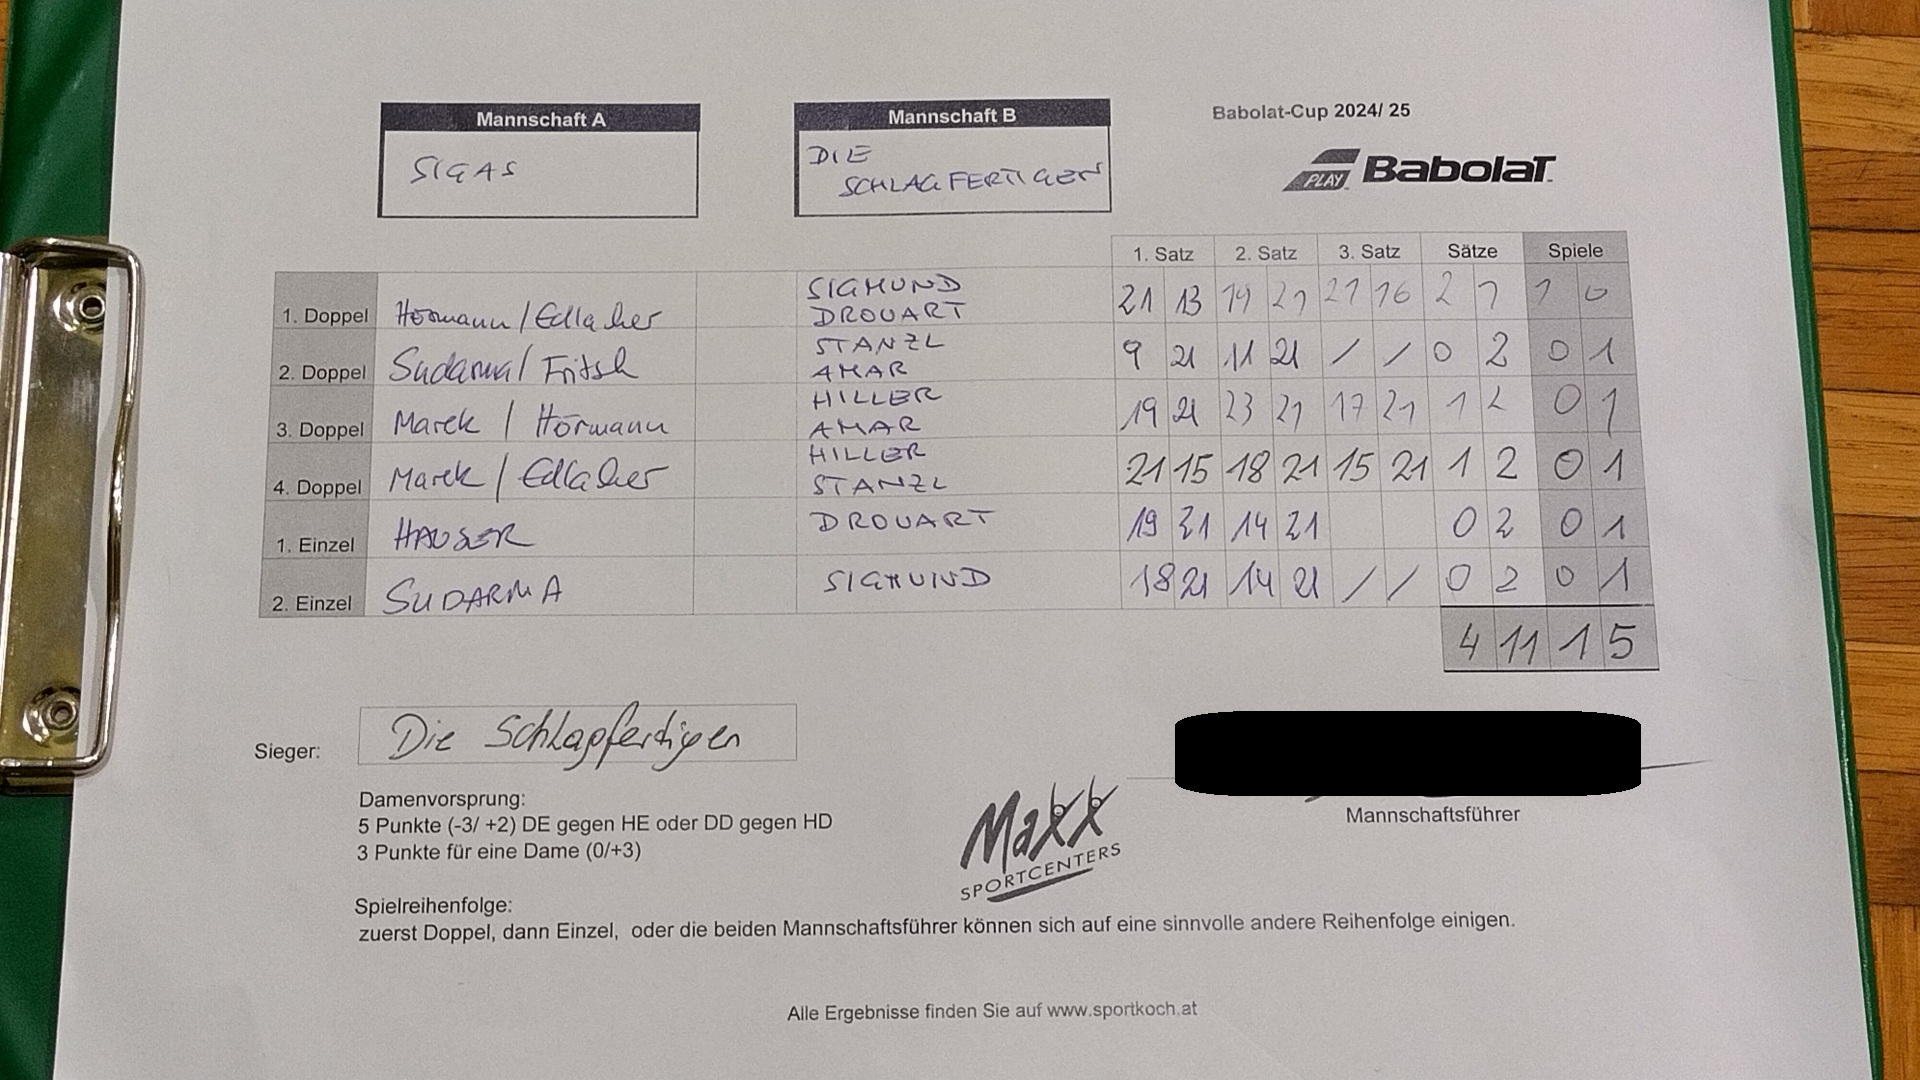 Mannschaft A
SIGAS
Mannschaft B
DIE
SCHLAGFERTIGEN
Babolat-Cup 2024/ 25
PLAY BabolaT
1. Satz 2. Satz 3. Satz Sätze Spiele
1. Doppel Hörmann/Edlacher SIGMUND 21 13 19 21 21 16 2 1 1 0
DROUART
2. Doppel Sudarma/ Fritsch STANZL 9 21 11 21 / / 0 2 0 1
AMAR
3. Doppel Marek / Hörmann HILLER 19 21 23 21 17 21 1 2 0 1
AMAR
4. Doppel Marek / Edlacher HILLER 21 15 18 21 15 21 1 2 0 1
STANZL
1. Einzel HAUSER DROUART 19 21 14 21 0 2 0 1
2. Einzel SUDARMA SIGMUND 18 21 14 21 / / 0 2 0 1
4 11 1 5
Sieger: Die Schlagfertigen
Damenvorsprung:
5 Punkte (-3/ +2) DE gegen HE oder DD gegen HD
3 Punkte für eine Dame (0/+3)
Maxx
SPORTCENTERS
Mannschaftsführer
Spielreihenfolge:
zuerst Doppel, dann Einzel, oder die beiden Mannschaftsführer können sich auf eine sinnvolle andere Reihenfolge einigen.
Alle Ergebnisse finden Sie auf www.sportkoch.at